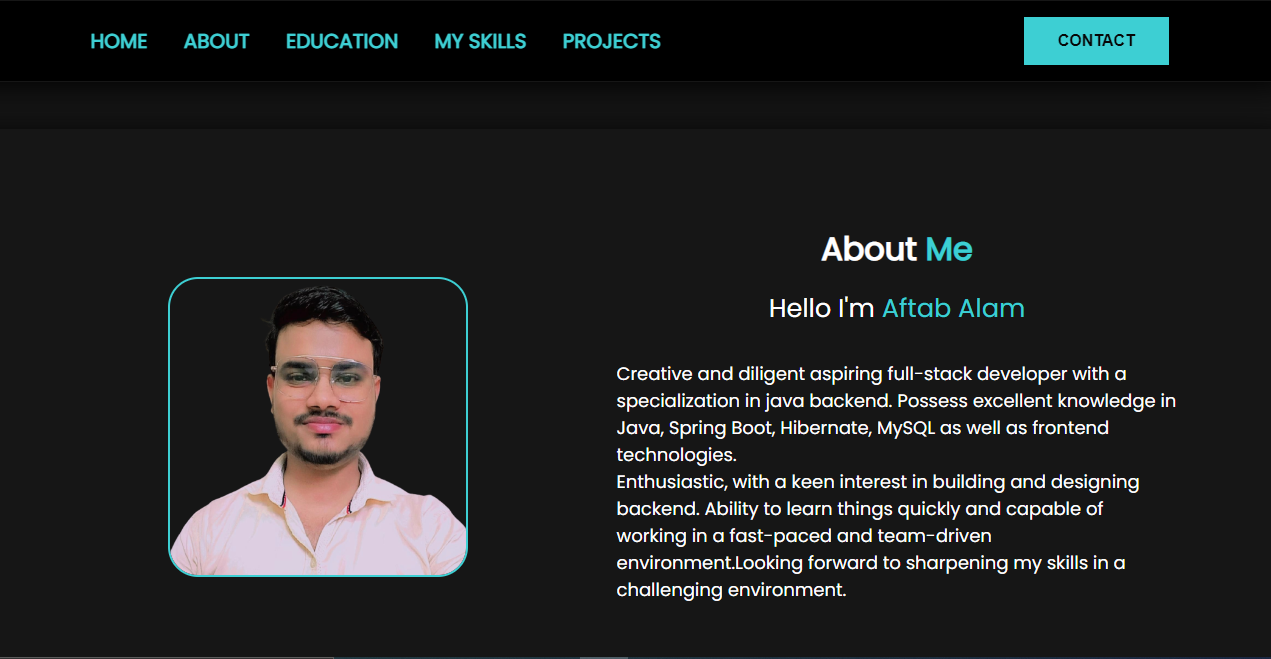 HOME ABOUT EDUCATION MY SKILLS PROJECTS CONTACT
About Me
Hello I'm Aftab Alam
Creative and diligent aspiring full-stack developer with a
specialization in java backend. Possess excellent knowledge in
Java, Spring Boot, Hibernate, MySQL as well as frontend
technologies.
Enthusiastic, with a keen interest in building and designing
backend. Ability to learn things quickly and capable of
working in a fast-paced and team-driven
environment.Looking forward to sharpening my skills in a
challenging environment.